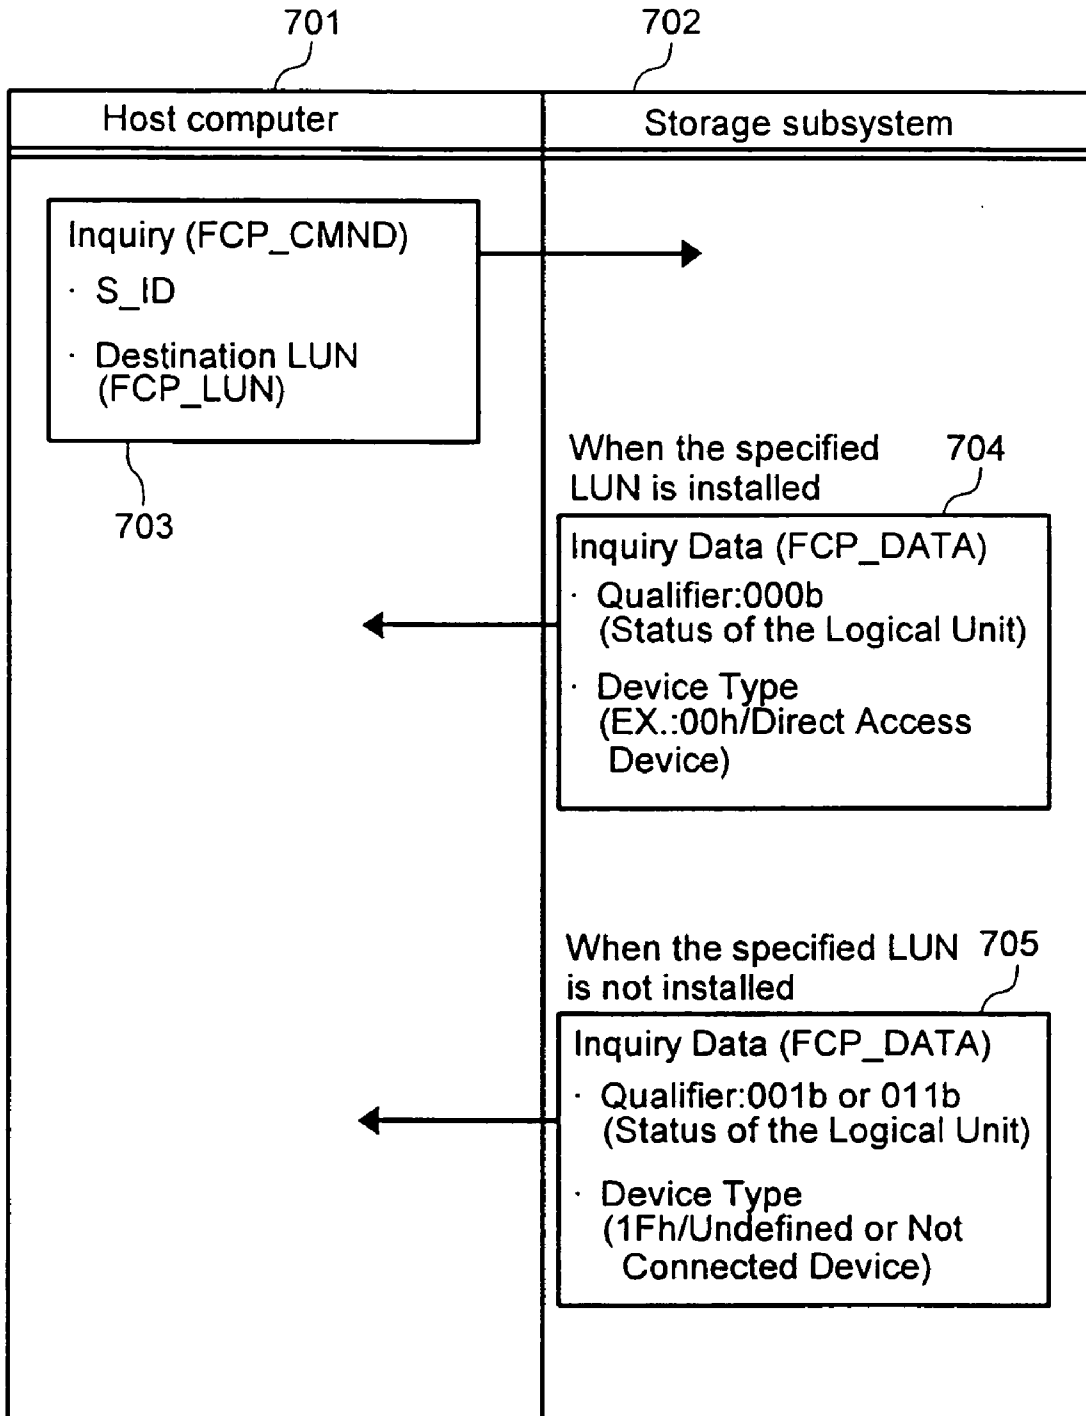 701
702
Host computer
Storage subsystem
Inquiry (FCP_CMND)
· S_ID
· Destination LUN
(FCP_LUN)
703
When the specified
LUN is installed
704
Inquiry Data (FCP_DATA)
· Qualifier:000b
(Status of the Logical Unit)
· Device Type
(EX.:00h/Direct Access
Device)
When the specified LUN
is not installed
705
Inquiry Data (FCP_DATA)
· Qualifier:001b or 011b
(Status of the Logical Unit)
· Device Type
(1Fh/Undefined or Not
Connected Device)